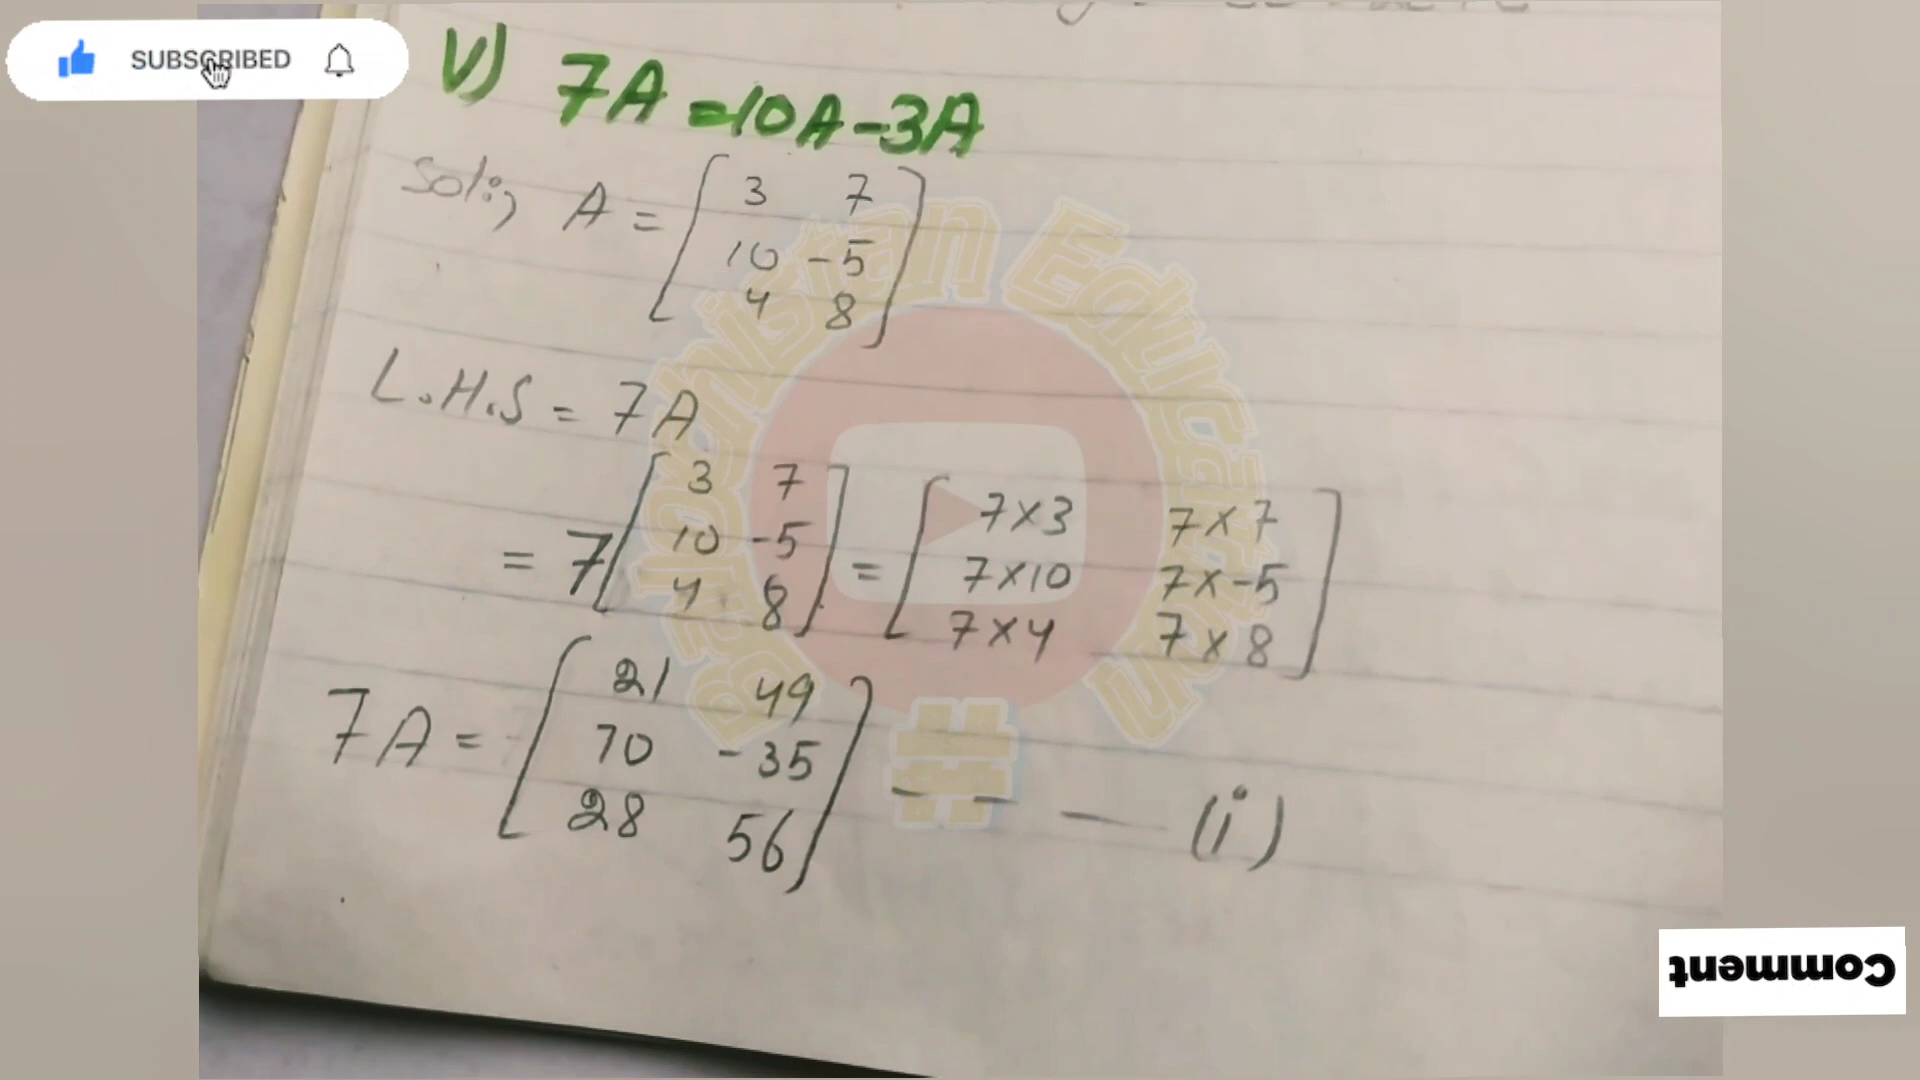 SUBSCRIBED
V) 7A =10A-3A
Sol:; A = [ 3 7
10 -5
4 8 ]
L.H.S = 7A
= 7[ 3 7
10 -5
4 8 ] = [ 7×3 7×7
7×10 7×-5
7×4 7×8 ]
7A = [ 21 49
70 -35
28 56 ] - - — (i)
Balochistan Education
#
Comment